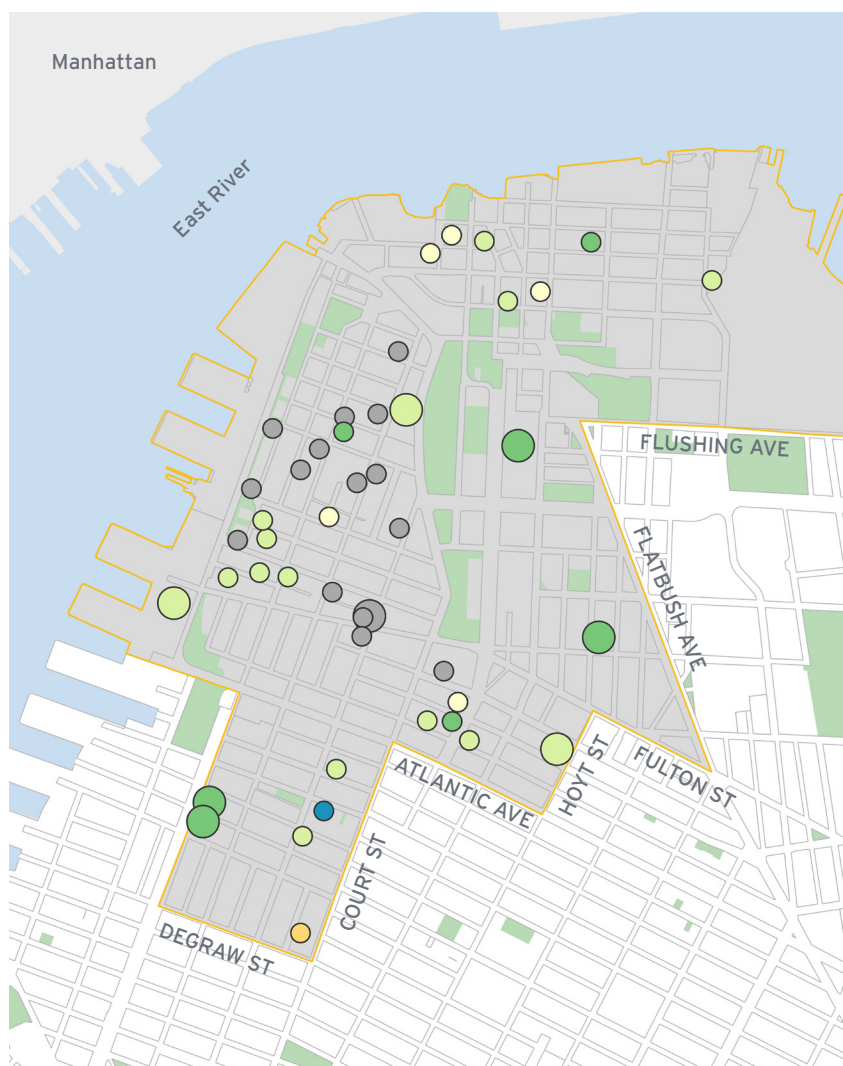 Manhattan
East River
FLUSHING AVE
FLATBUSH AVE
HOYT ST
FULTON ST
ATLANTIC AVE
COURT ST
DEGRAW ST